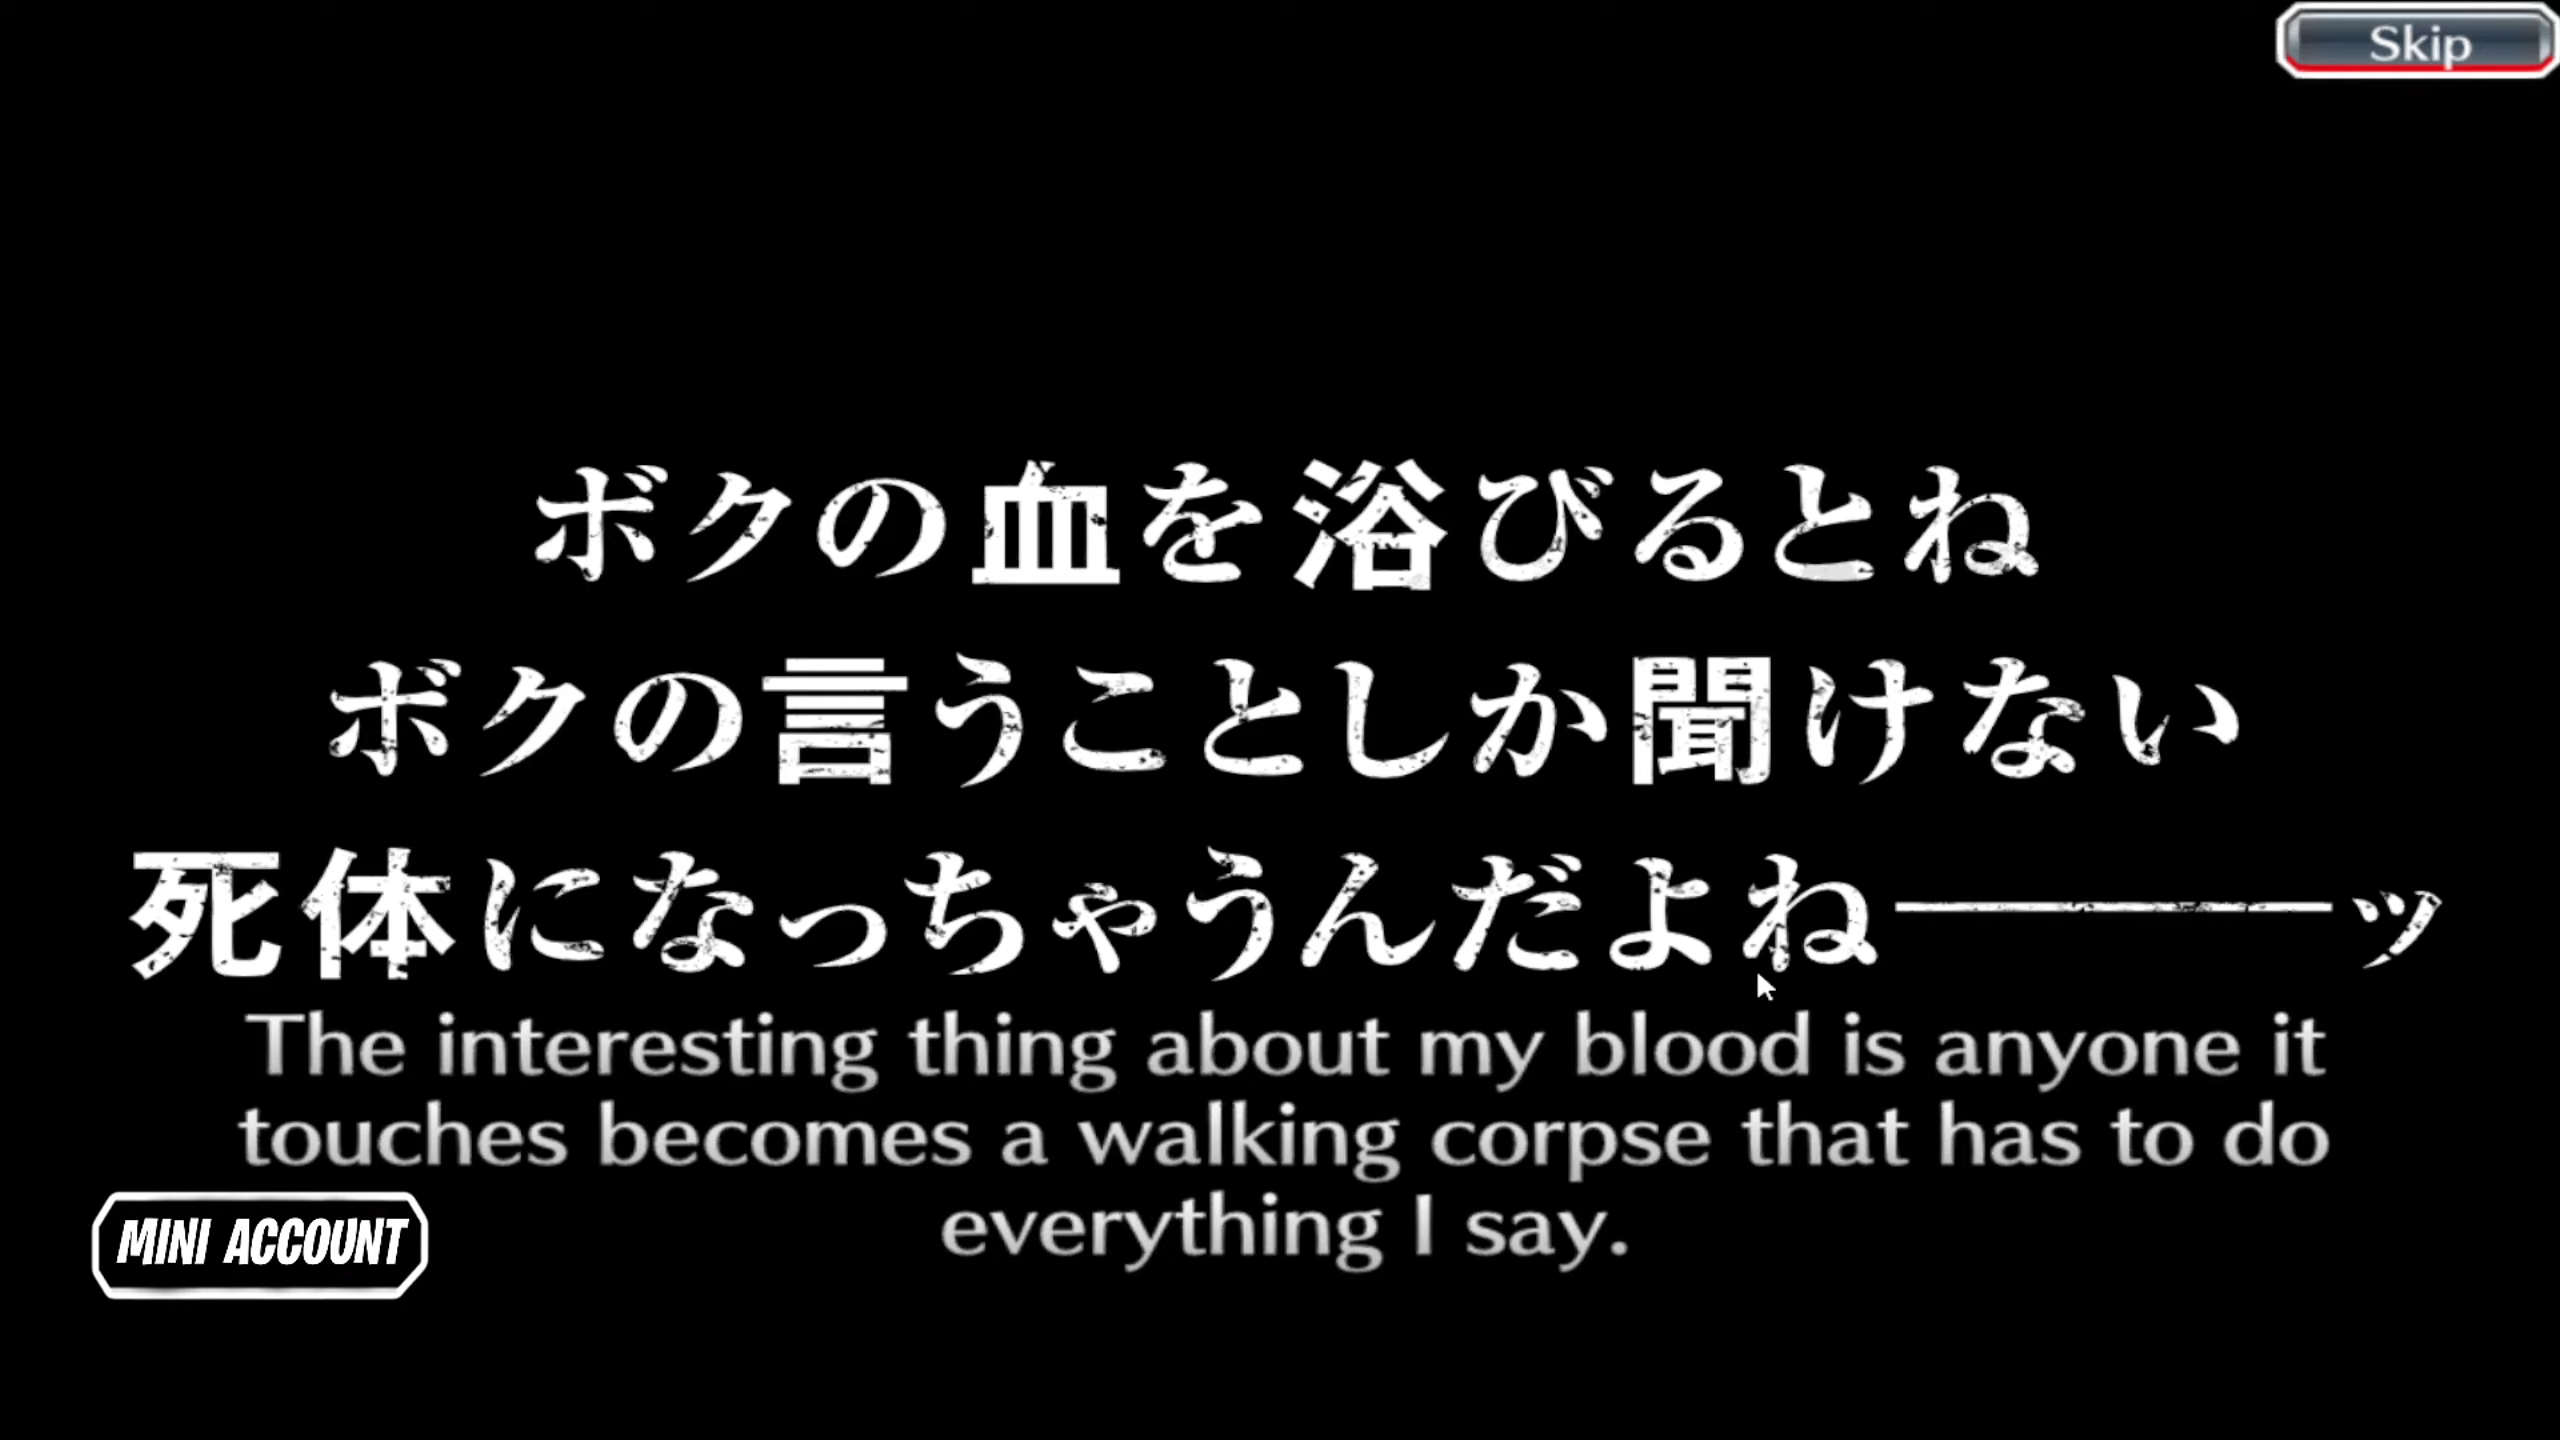 Skip
ボクの血を浴びるとね
ボクの言うことしか聞けない
死体になっちゃうんだよね———ッ
The interesting thing about my blood is anyone it
touches becomes a walking corpse that has to do
everything I say.
MINI ACCOUNT